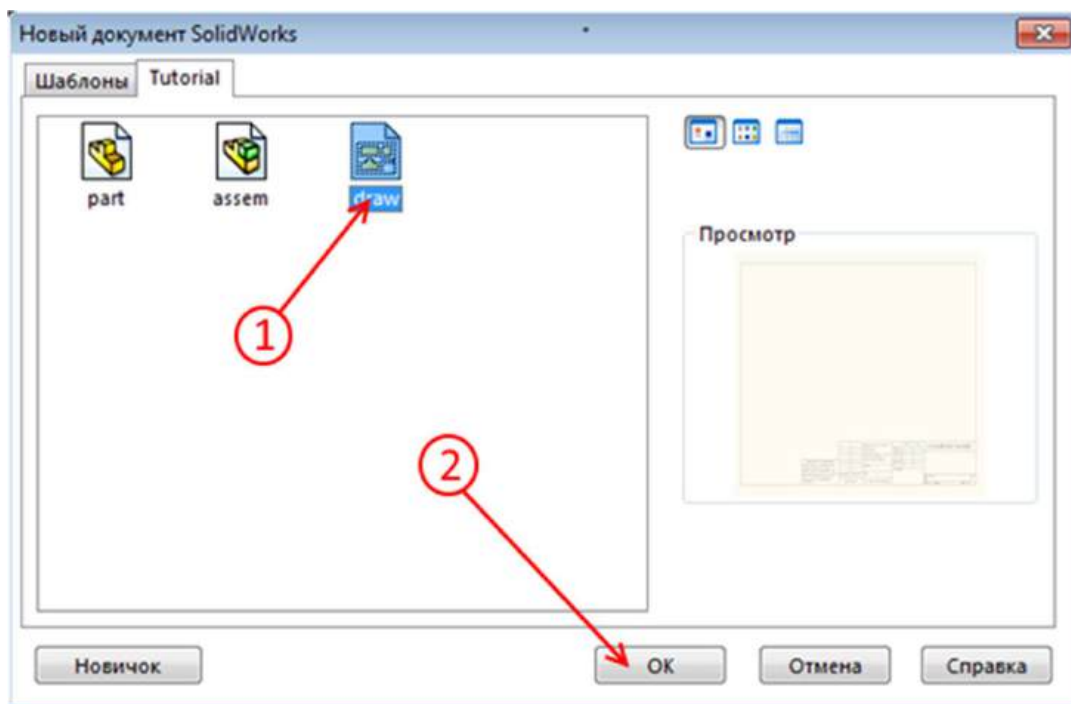 Новый документ SolidWorks
Шаблоны Tutorial
part assem draw
Просмотр
1
2
Новичок OK Отмена Справка